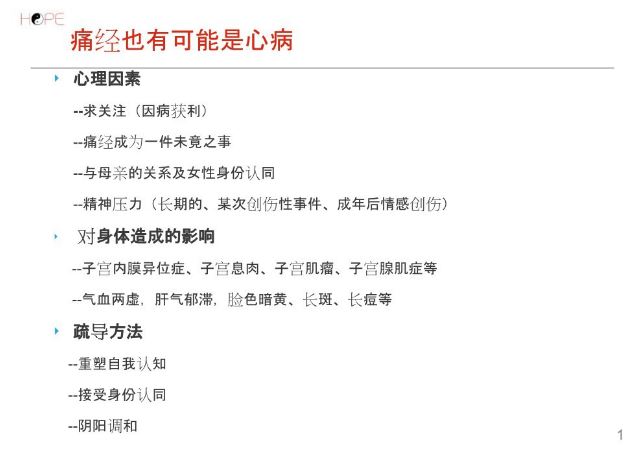 HOPE
痛经也有可能是心病
心理因素
--求关注（因病获利）
--痛经成为一件未竟之事
--与母亲的关系及女性身份认同
--精神压力（长期的、某次创伤性事件、成年后情感创伤）
对身体造成的影响
--子宫内膜异位症、子宫息肉、子宫肌瘤、子宫腺肌症等
--气血两虚，肝气郁滞，脸色暗黄、长斑、长痘等
疏导方法
--重塑自我认知
--接受身份认同
--阴阳调和
1